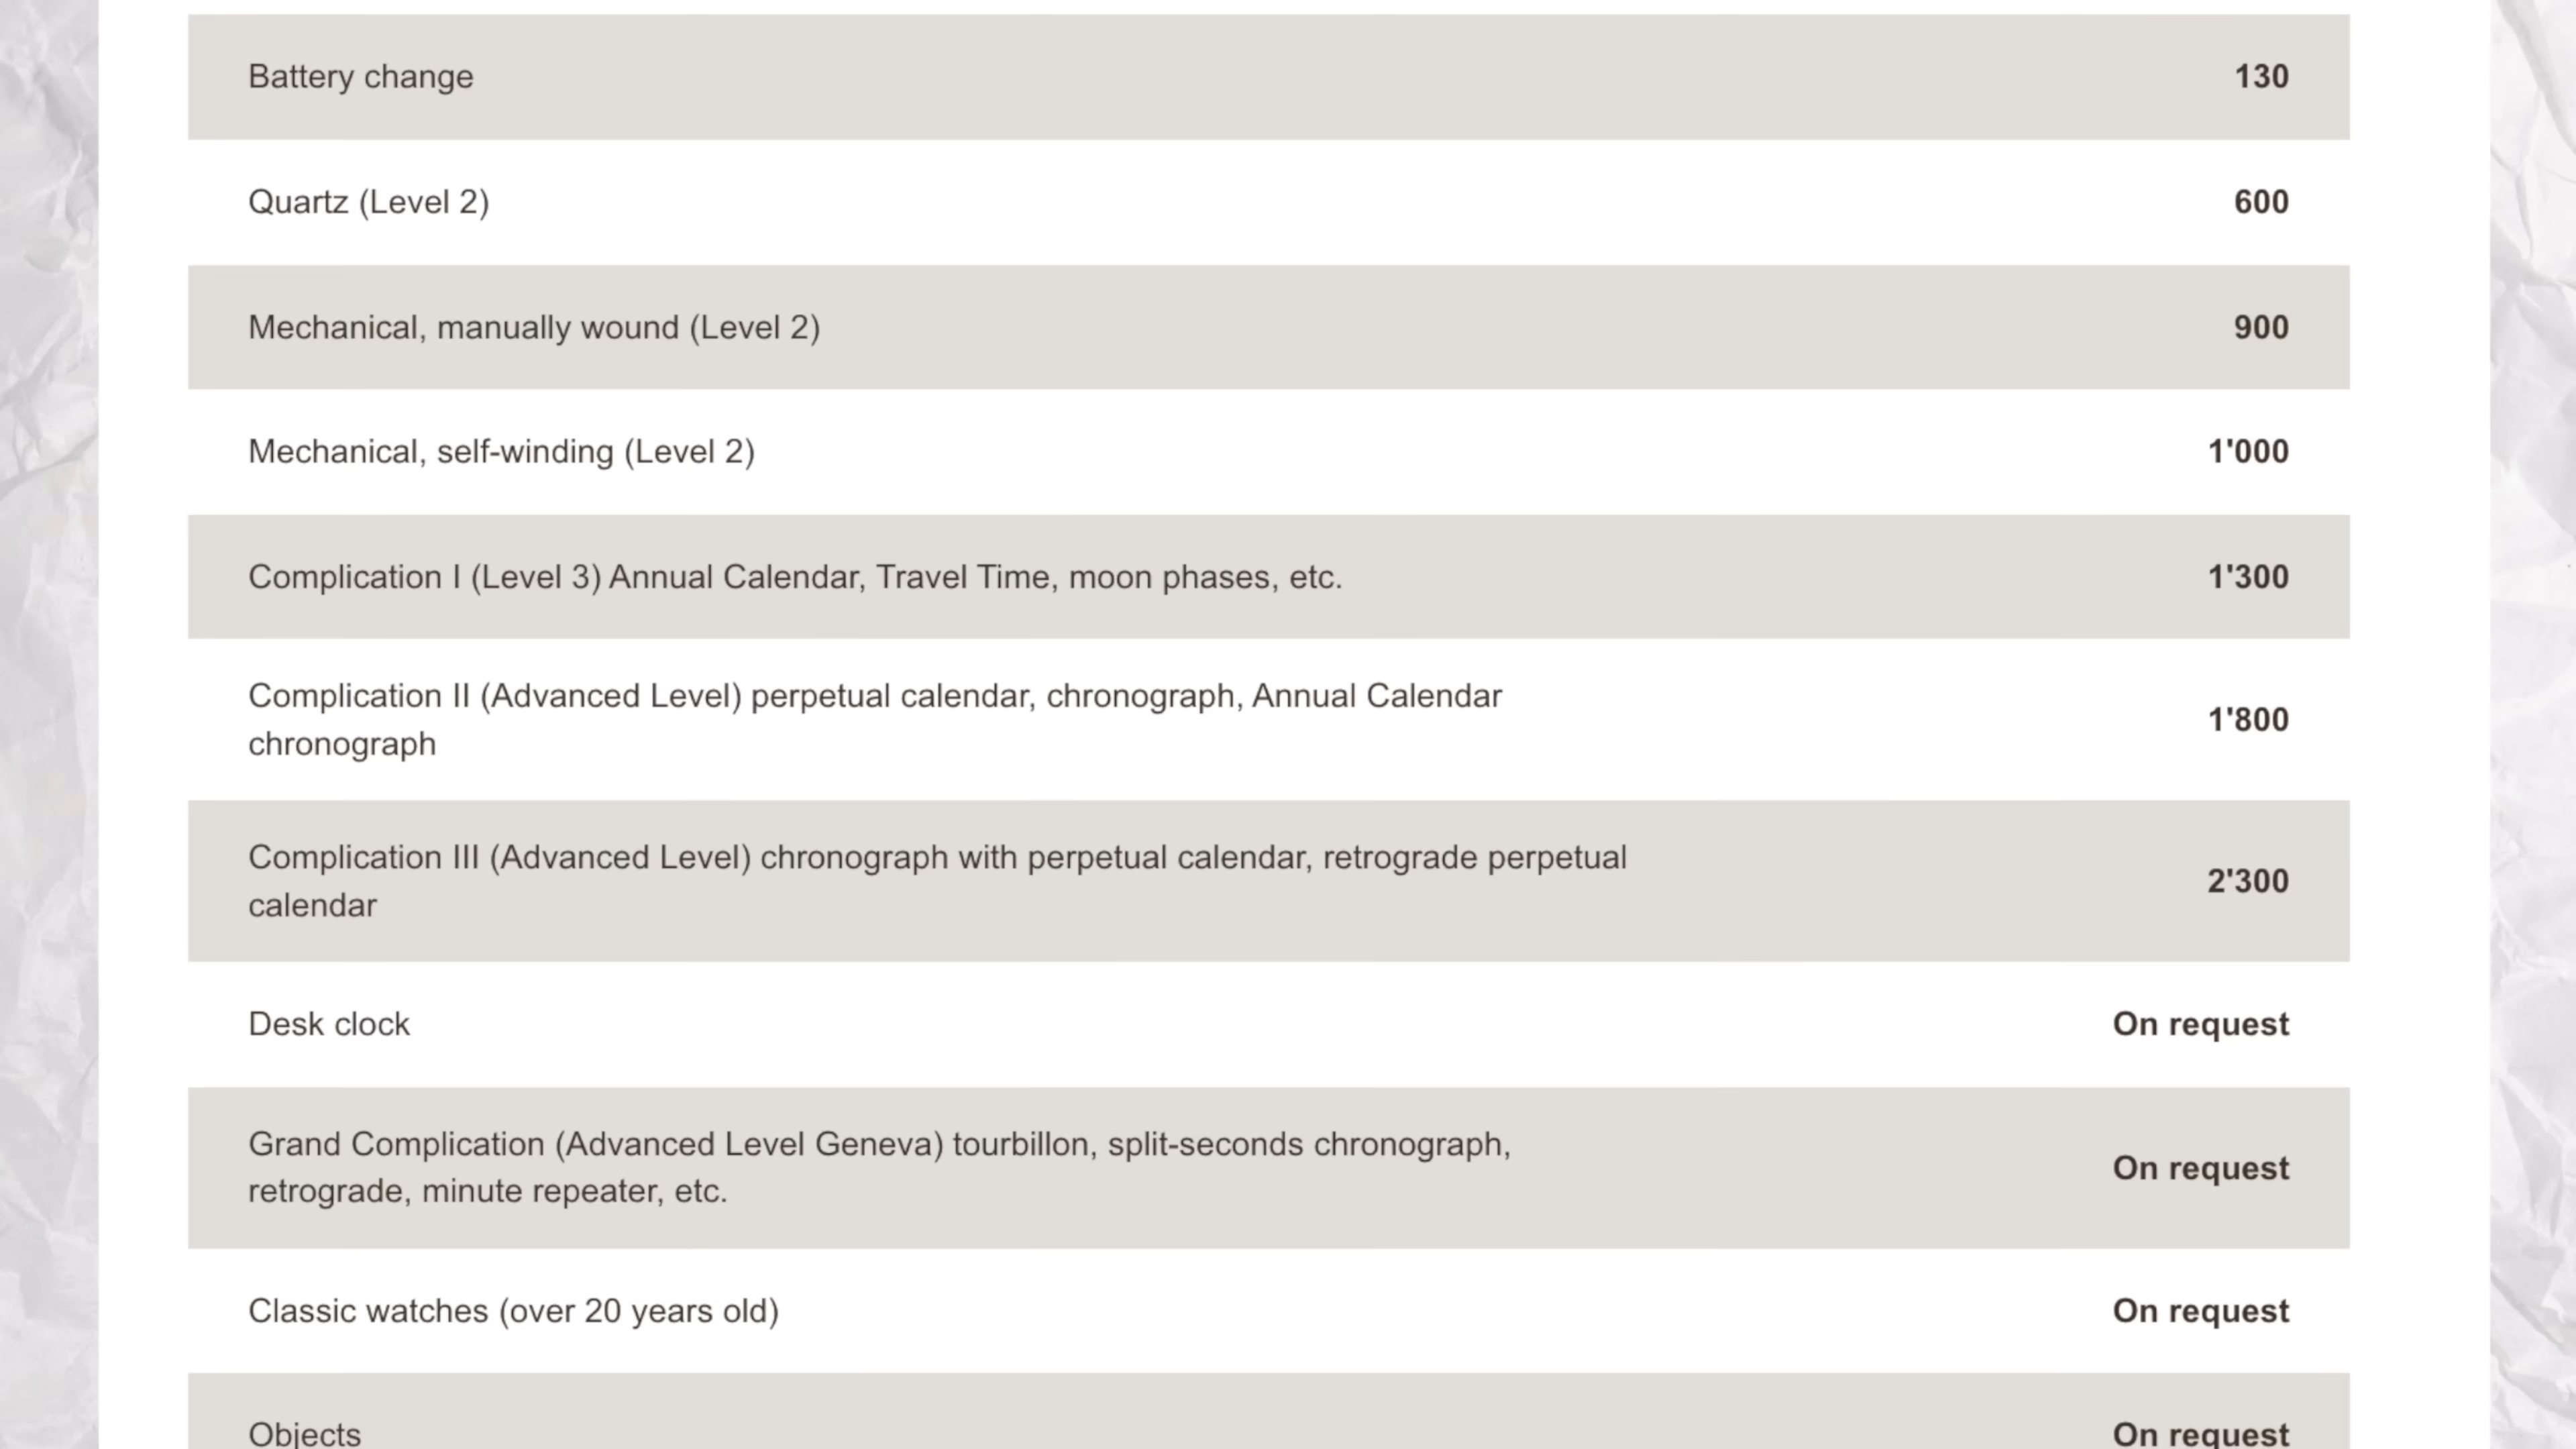 Battery change 130
Quartz (Level 2) 600
Mechanical, manually wound (Level 2) 900
Mechanical, self-winding (Level 2) 1'000
Complication I (Level 3) Annual Calendar, Travel Time, moon phases, etc. 1'300
Complication II (Advanced Level) perpetual calendar, chronograph, Annual Calendar
chronograph
1'800
Complication III (Advanced Level) chronograph with perpetual calendar, retrograde perpetual
calendar
2'300
Desk clock On request
Grand Complication (Advanced Level Geneva) tourbillon, split-seconds chronograph,
retrograde, minute repeater, etc.
On request
Classic watches (over 20 years old) On request
Objects On request